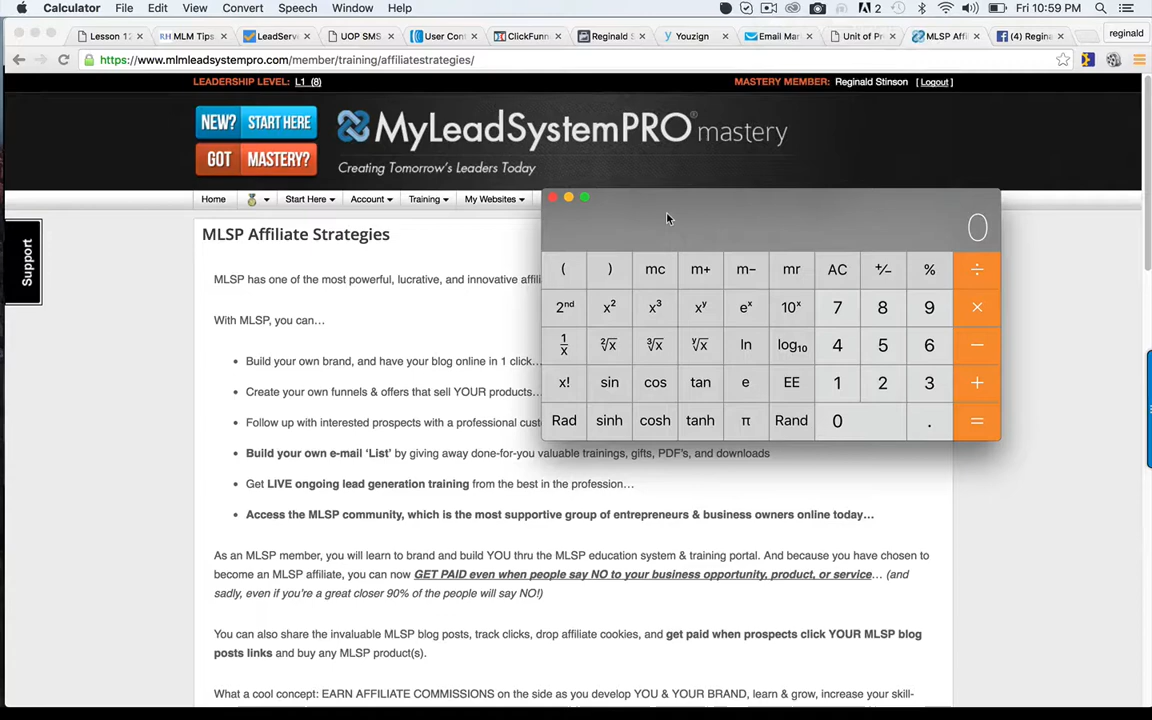 Calculator File Edit View Convert Speech Window Help 2 Fri 10:59 PM
Lesson 12 MLM Tips LeadServ UOP SMS User Con ClickFunn Reginald S Youzign Email Mar Unit of Pr MLSP Affi (4) Regina reginald
https://www.mlmleadsystempro.com/member/training/affiliatestrategies/
LEADERSHIP LEVEL: L1 (8) MASTERY MEMBER: Reginald Stinson [ Logout ]
NEW? START HERE
GOT MASTERY?
MyLeadSystemPRO® mastery
Creating Tomorrow's Leaders Today
Home Start Here Account Training My Websites
Support
MLSP Affiliate Strategies
MLSP has one of the most powerful, lucrative, and innovative affili
With MLSP, you can…
• Build your own brand, and have your blog online in 1 click…
• Create your own funnels & offers that sell YOUR products…
• Follow up with interested prospects with a professional cust
• Build your own e-mail 'List' by giving away done-for-you valuable trainings, gifts, PDF's, and downloads
• Get LIVE ongoing lead generation training from the best in the profession…
• Access the MLSP community, which is the most supportive group of entrepreneurs & business owners online today…
As an MLSP member, you will learn to brand and build YOU thru the MLSP education system & training portal. And because you have chosen to
become an MLSP affiliate, you can now GET PAID even when people say NO to your business opportunity, product, or service… (and
sadly, even if you're a great closer 90% of the people will say NO!)
You can also share the invaluable MLSP blog posts, track clicks, drop affiliate cookies, and get paid when prospects click YOUR MLSP blog
posts links and buy any MLSP product(s).
What a cool concept: EARN AFFILIATE COMMISSIONS on the side as you develop YOU & YOUR BRAND, learn & grow, increase your skill-
0
( ) mc m+ m− mr AC +∕− % ÷
2ⁿᵈ x² x³ xʸ eˣ 10ˣ 7 8 9 ×
1/x ²√x ³√x ʸ√x ln log₁₀ 4 5 6 −
x! sin cos tan e EE 1 2 3 +
Rad sinh cosh tanh π Rand 0 . =